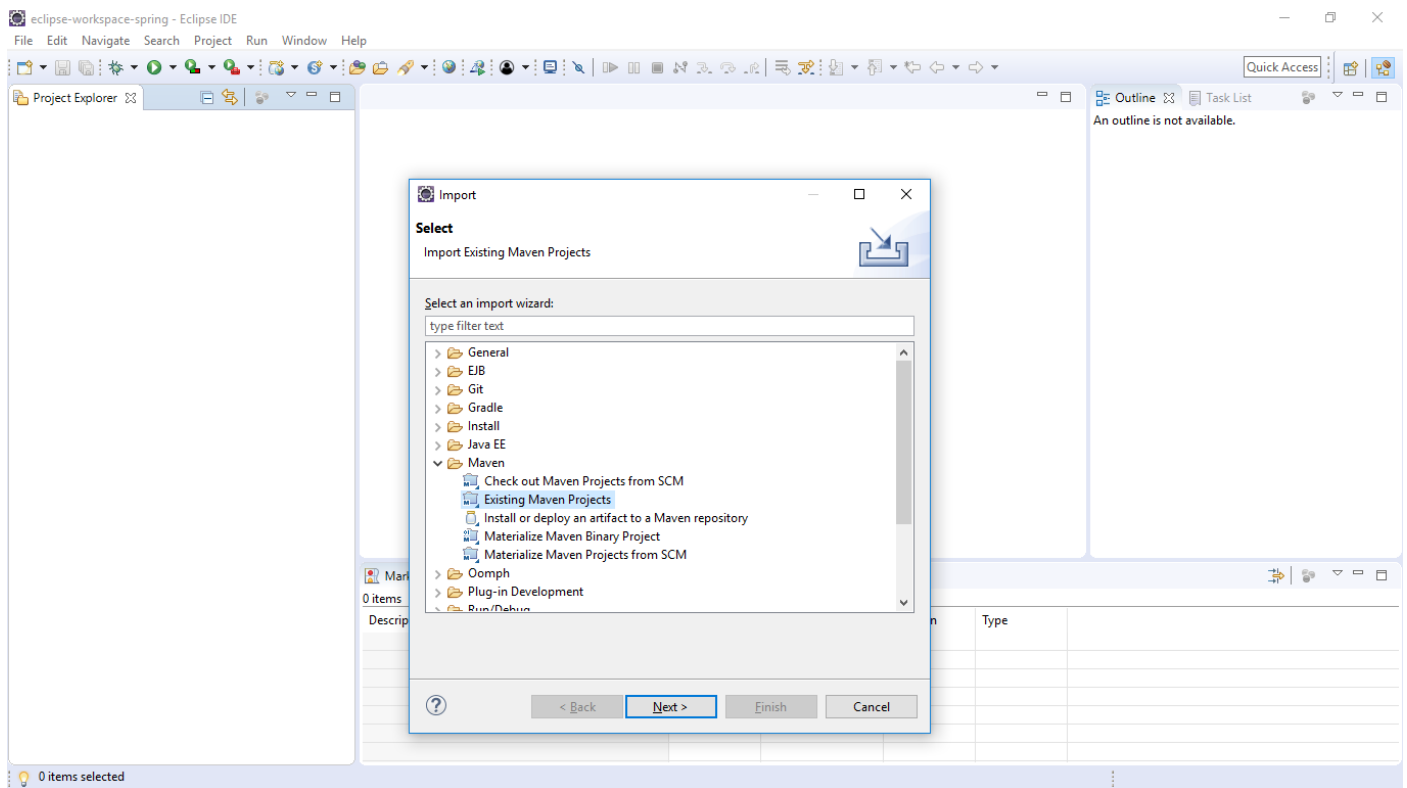 eclipse-workspace-spring - Eclipse IDE
File Edit Navigate Search Project Run Window Help
Quick Access
Project Explorer
Outline Task List
An outline is not available.
Import
Select
Import Existing Maven Projects
Select an import wizard:
type filter text
General
EJB
Git
Gradle
Install
Java EE
Maven
Check out Maven Projects from SCM
Existing Maven Projects
Install or deploy an artifact to a Maven repository
Materialize Maven Binary Project
Materialize Maven Projects from SCM
Oomph
Plug-in Development
Run/Debug
< Back Next > Finish Cancel
Mark
0 items
Descrip n Type
0 items selected